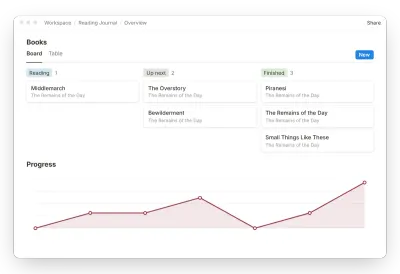 Workspace / Reading Journal / Overview
Share
Books
Board Table
New
Reading 1
Middlemarch
The Remains of the Day
Up next 2
The Overstory
The Remains of the Day
Bewilderment
The Remains of the Day
Finished 3
Piranesi
The Remains of the Day
The Remains of the Day
The Remains of the Day
Small Things Like These
The Remains of the Day
Progress